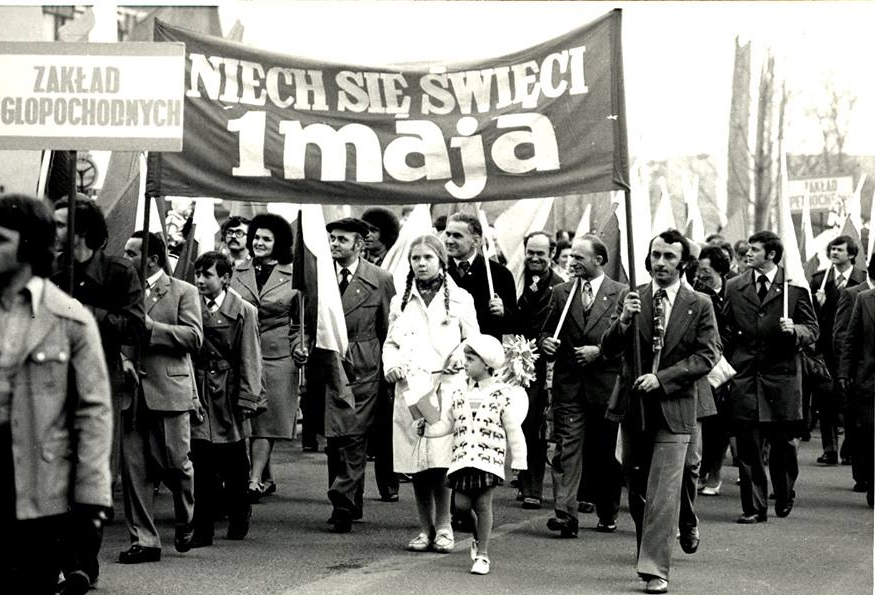 ZAKŁAD
GLOPOCHODNYCH
NIECH SIĘ ŚWIĘCI
1 maja
ZAKŁAD